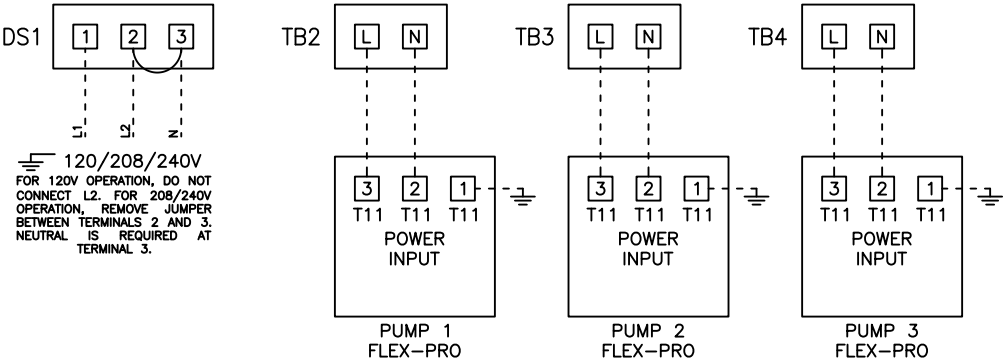 DS1 1 2 3
L1 L2 N
120/208/240V
FOR 120V OPERATION, DO NOT
CONNECT L2. FOR 208/240V
OPERATION, REMOVE JUMPER
BETWEEN TERMINALS 2 AND 3.
NEUTRAL IS REQUIRED AT
TERMINAL 3.
TB2 L N
3 2 1
T11 T11 T11
POWER
INPUT
PUMP 1
FLEX-PRO
TB3 L N
3 2 1
T11 T11 T11
POWER
INPUT
PUMP 2
FLEX-PRO
TB4 L N
3 2 1
T11 T11 T11
POWER
INPUT
PUMP 3
FLEX-PRO